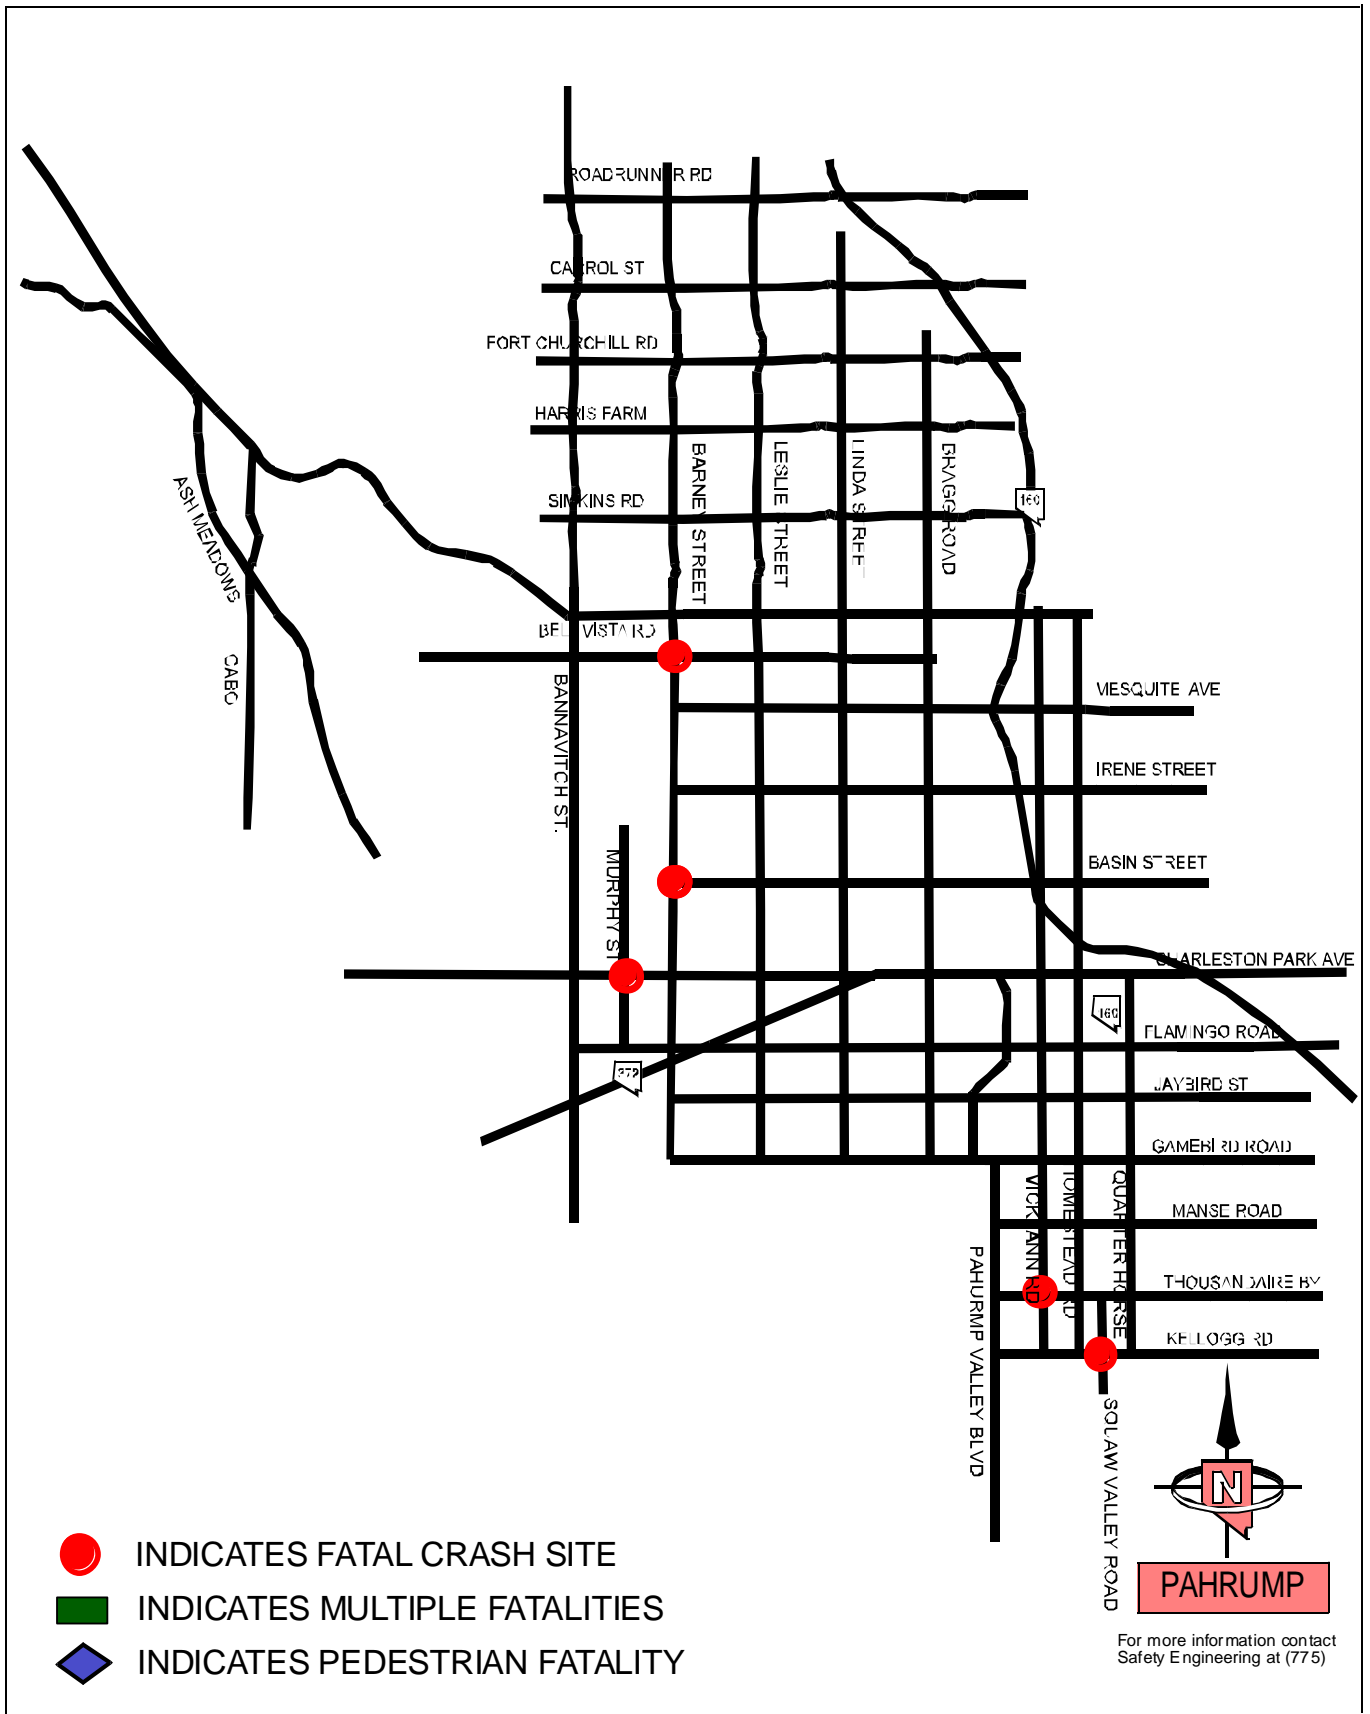 ROADRUNNER RD
CARROL ST
FORT CHURCHILL RD
HARRIS FARM
SIMKINS RD
BARNEY STREET
LESLIE STREET
LINDA STREET
BRAGG ROAD
160
ASH MEADOWS
CABO
BELL VISTA RD
BANNAVITCH ST.
MESQUITE AVE
IRENE STREET
BASIN STREET
MURPHY ST
CHARLESTON PARK AVE
160
FLAMINGO ROAD
372
JAYBIRD ST
GAMEBIRD ROAD
VICKI ANN RD
HOMESTEAD RD
QUARTER HORSE
MANSE ROAD
PAHURMP VALLEY BLVD
THOUSANDAIRE BV
KELLOGG RD
SQUAW VALLEY ROAD
N
PAHRUMP
INDICATES FATAL CRASH SITE
INDICATES MULTIPLE FATALITIES
INDICATES PEDESTRIAN FATALITY
For more information contact
Safety Engineering at (775)